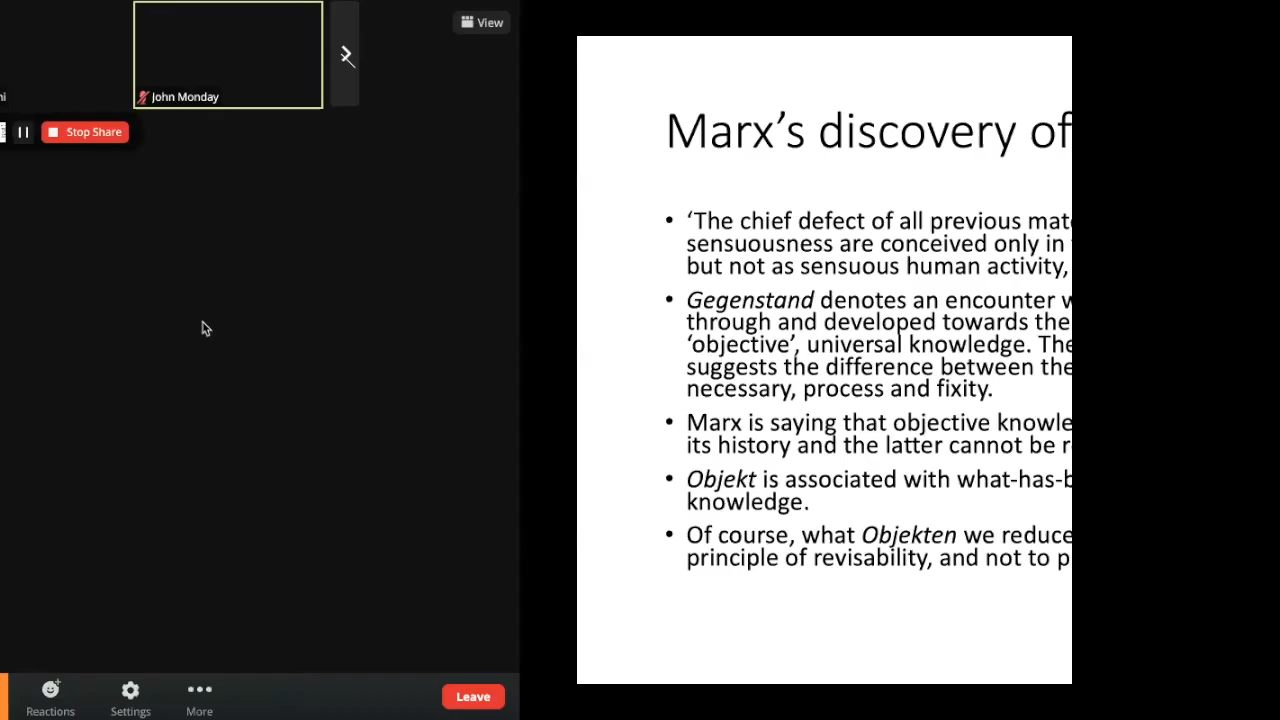 View
John Monday
Stop Share
Marx’s discovery of
• ‘The chief defect of all previous mat
sensuousness are conceived only in
but not as sensuous human activity,
• Gegenstand denotes an encounter
through and developed towards the
‘objective’, universal knowledge. The
suggests the difference between the
necessary, process and fixity.
• Marx is saying that objective knowle
its history and the latter cannot be
• Objekt is associated with what-has-b
knowledge.
• Of course, what Objekten we reduce
principle of revisability, and not to p
Reactions
Settings
More
Leave